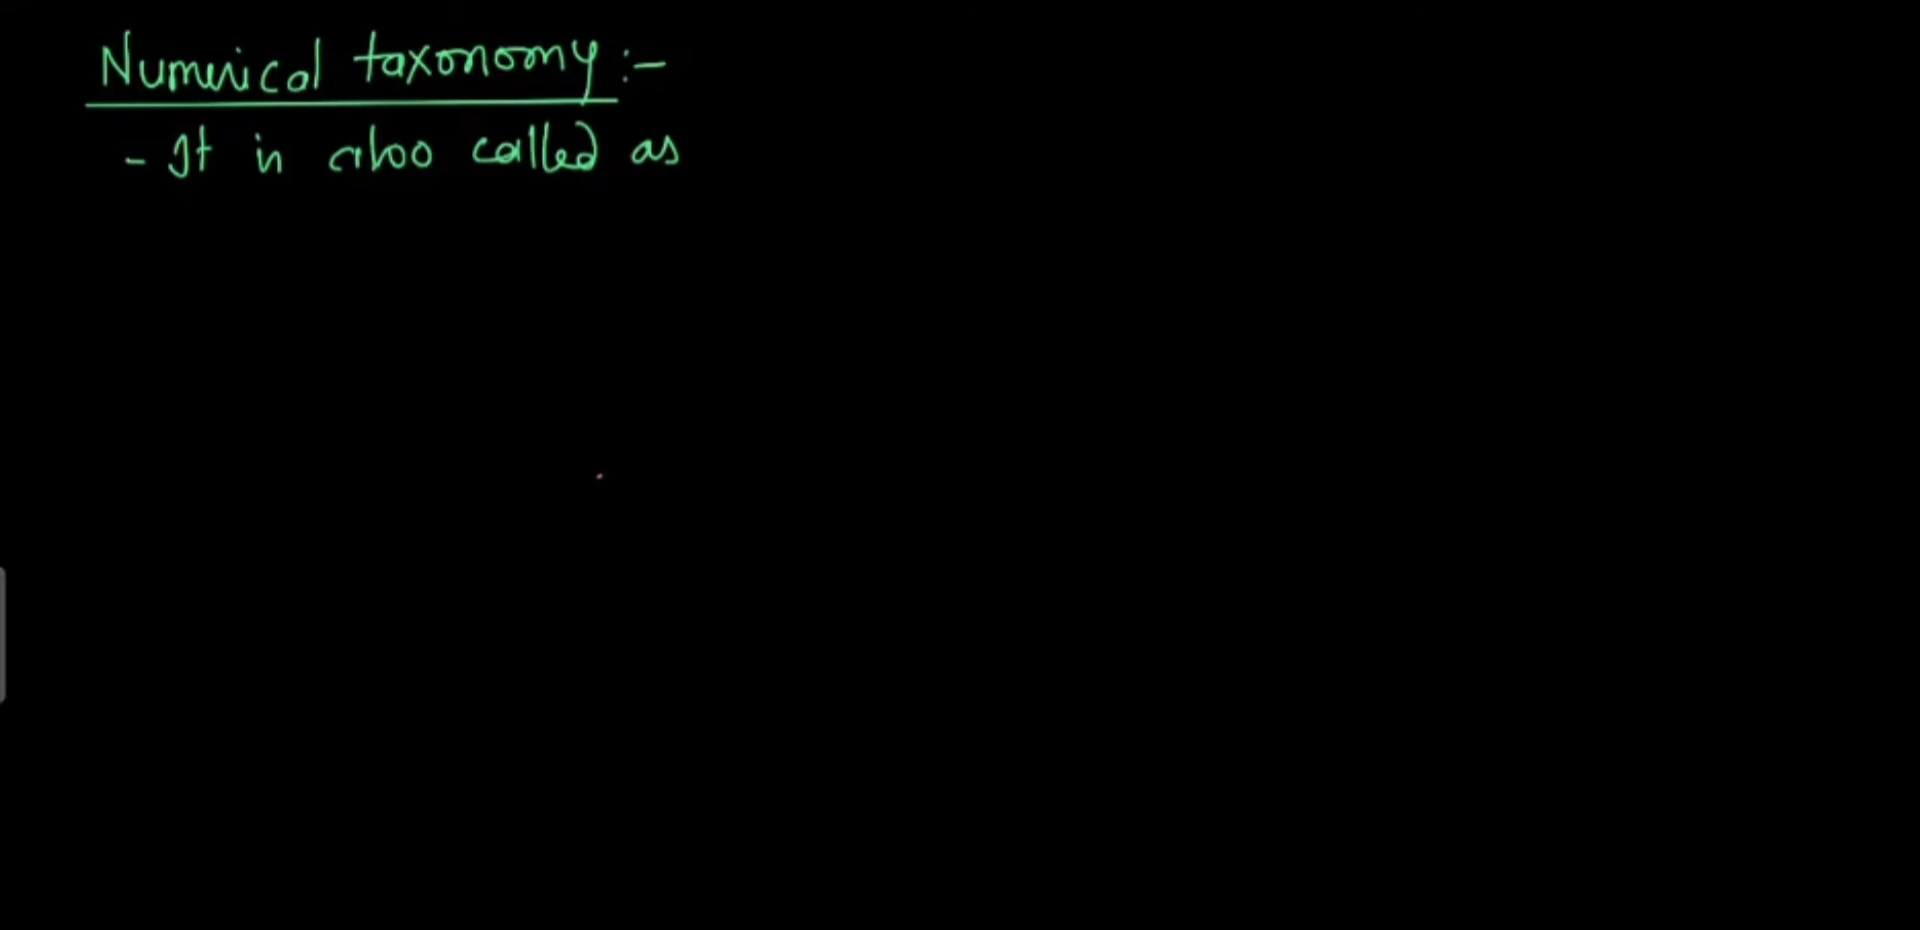 Numerical taxonomy :-
- It is also called as